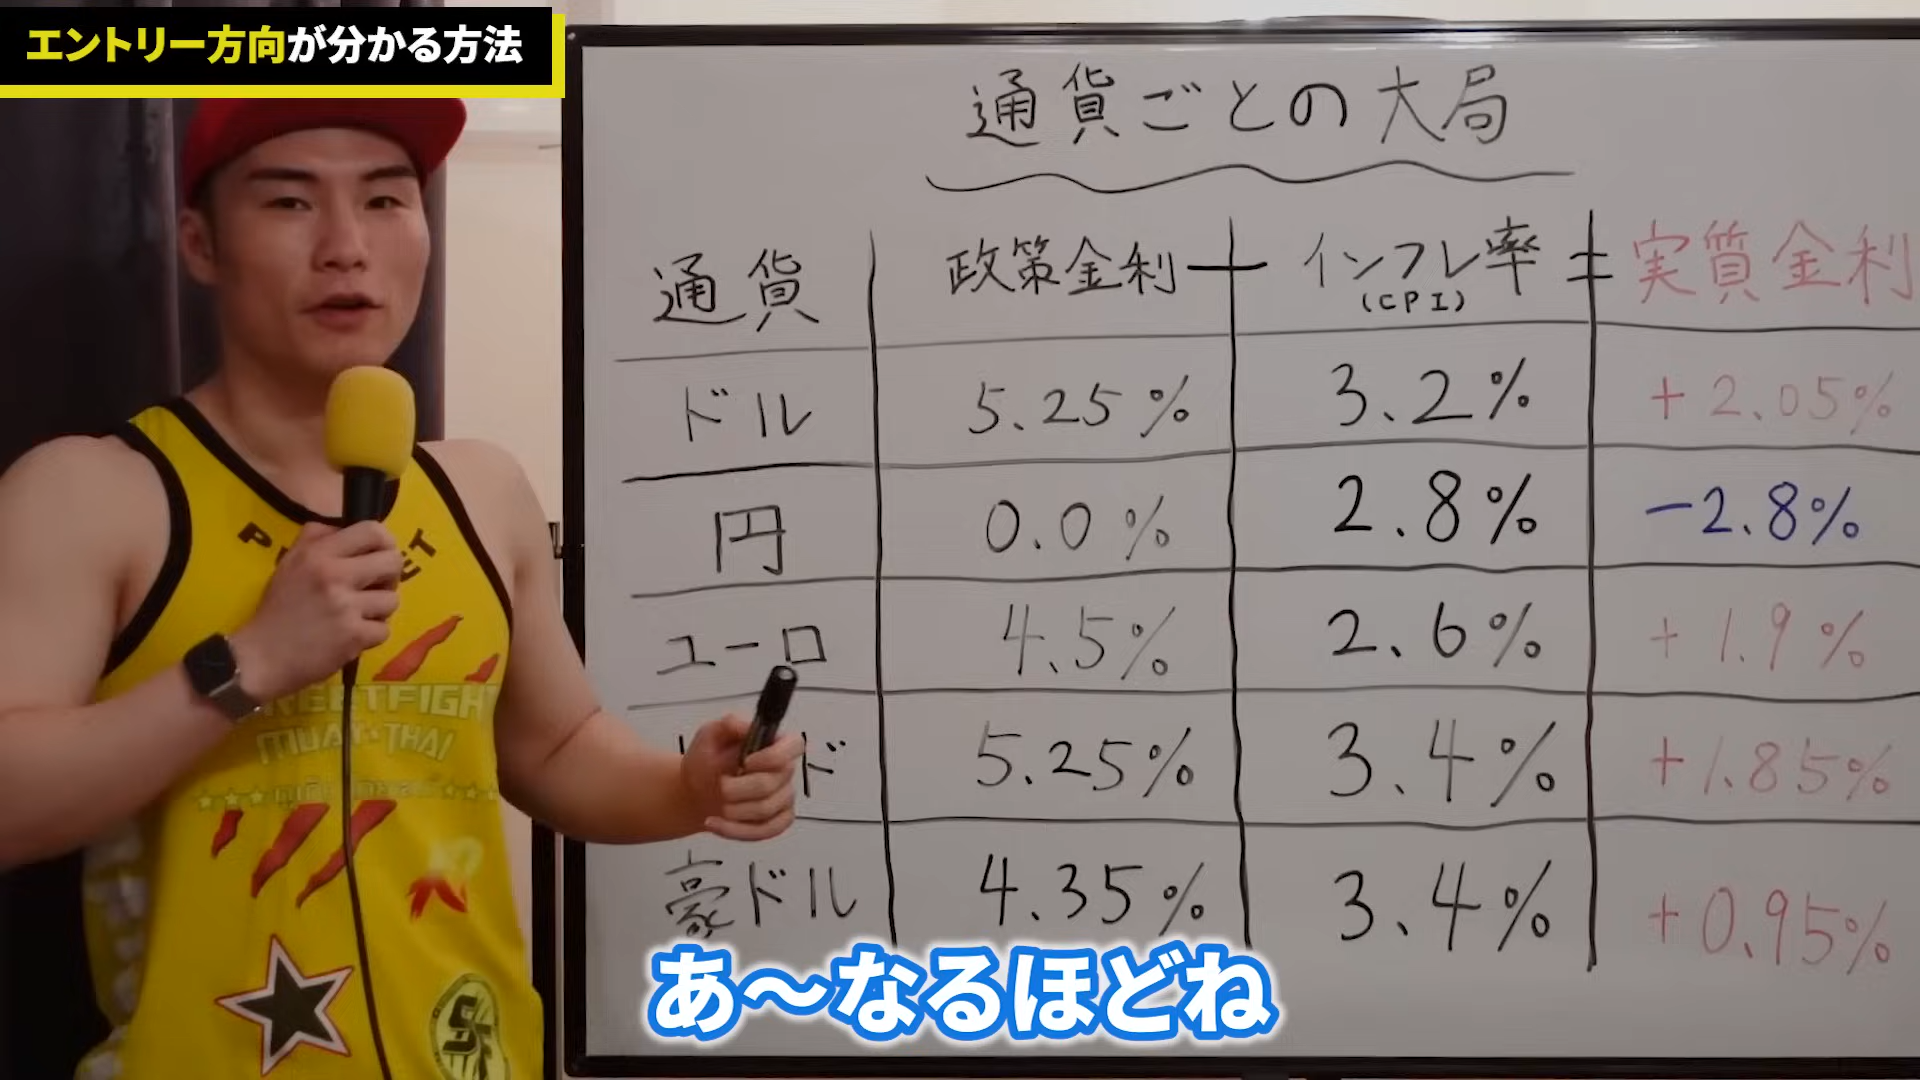 エントリー方向が分かる方法
通貨ごとの大局
通貨 政策金利 - インフレ率 = 実質金利
(CPI)
ドル 5.25% 3.2% +2.05%
円 0.0% 2.8% -2.8%
ユーロ 4.5% 2.6% +1.9%
ド 5.25% 3.4% +1.85%
豪ドル 4.35% 3.4% +0.95%
MUAY THAI
あ〜なるほどね